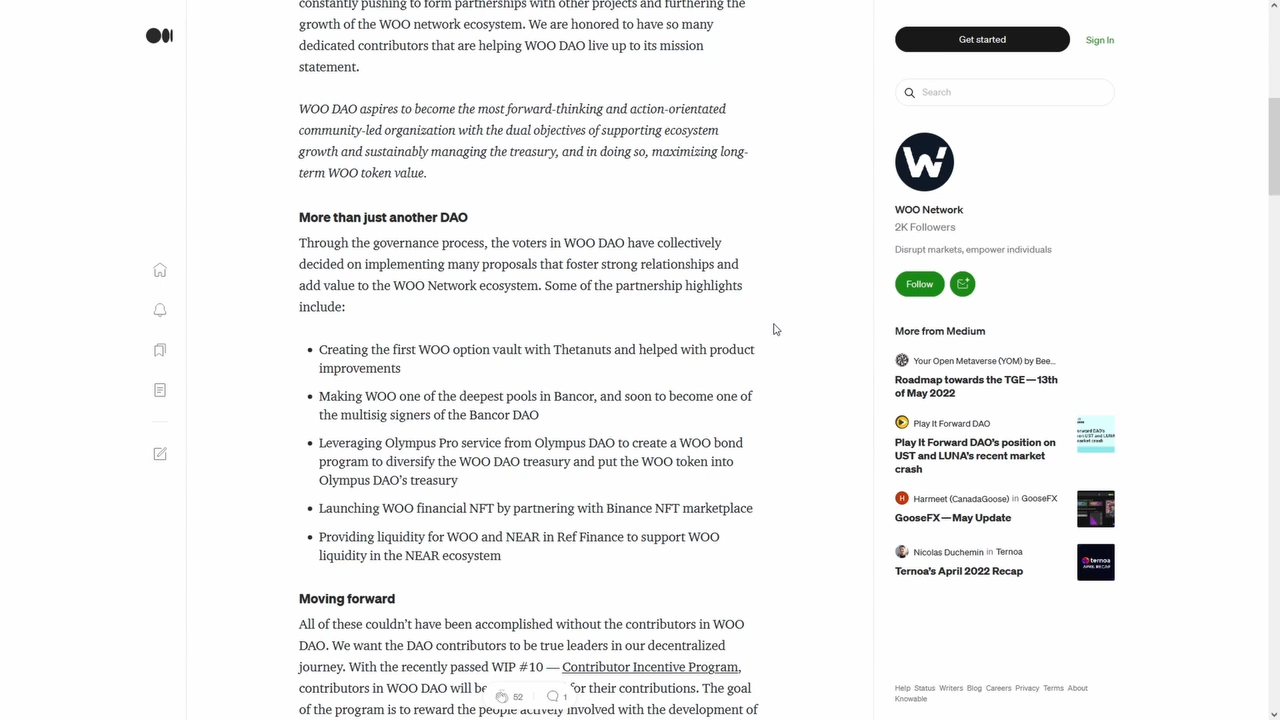 constantly pushing to form partnerships with other projects and furthering the
growth of the WOO network ecosystem. We are honored to have so many
dedicated contributors that are helping WOO DAO live up to its mission
statement.
WOO DAO aspires to become the most forward-thinking and action-orientated
community-led organization with the dual objectives of supporting ecosystem
growth and sustainably managing the treasury, and in doing so, maximizing long-
term WOO token value.
More than just another DAO
Through the governance process, the voters in WOO DAO have collectively
decided on implementing many proposals that foster strong relationships and
add value to the WOO Network ecosystem. Some of the partnership highlights
include:
• Creating the first WOO option vault with Thetanuts and helped with product
improvements
• Making WOO one of the deepest pools in Bancor, and soon to become one of
the multisig signers of the Bancor DAO
• Leveraging Olympus Pro service from Olympus DAO to create a WOO bond
program to diversify the WOO DAO treasury and put the WOO token into
Olympus DAO's treasury
• Launching WOO financial NFT by partnering with Binance NFT marketplace
• Providing liquidity for WOO and NEAR in Ref Finance to support WOO
liquidity in the NEAR ecosystem
Moving forward
All of these couldn't have been accomplished without the contributors in WOO
DAO. We want the DAO contributors to be true leaders in our decentralized
journey. With the recently passed WIP #10 — Contributor Incentive Program,
contributors in WOO DAO will be for their contributions. The goal
of the program is to reward the people actively involved with the development of
52
1
Get started
Sign In
Search
W
WOO Network
2K Followers
Disrupt markets, empower individuals
Follow
More from Medium
Your Open Metaverse (YOM) by Bee...
Roadmap towards the TGE — 13th
of May 2022
Play It Forward DAO
Play It Forward DAO's position on
UST and LUNA's recent market
crash
H
Harmeet (CanadaGoose) in GooseFX
GooseFX — May Update
Nicolas Duchemin in Ternoa
Ternoa's April 2022 Recap
ternoa
APRIL RECAP
Help Status Writers Blog Careers Privacy Terms About
Knowable